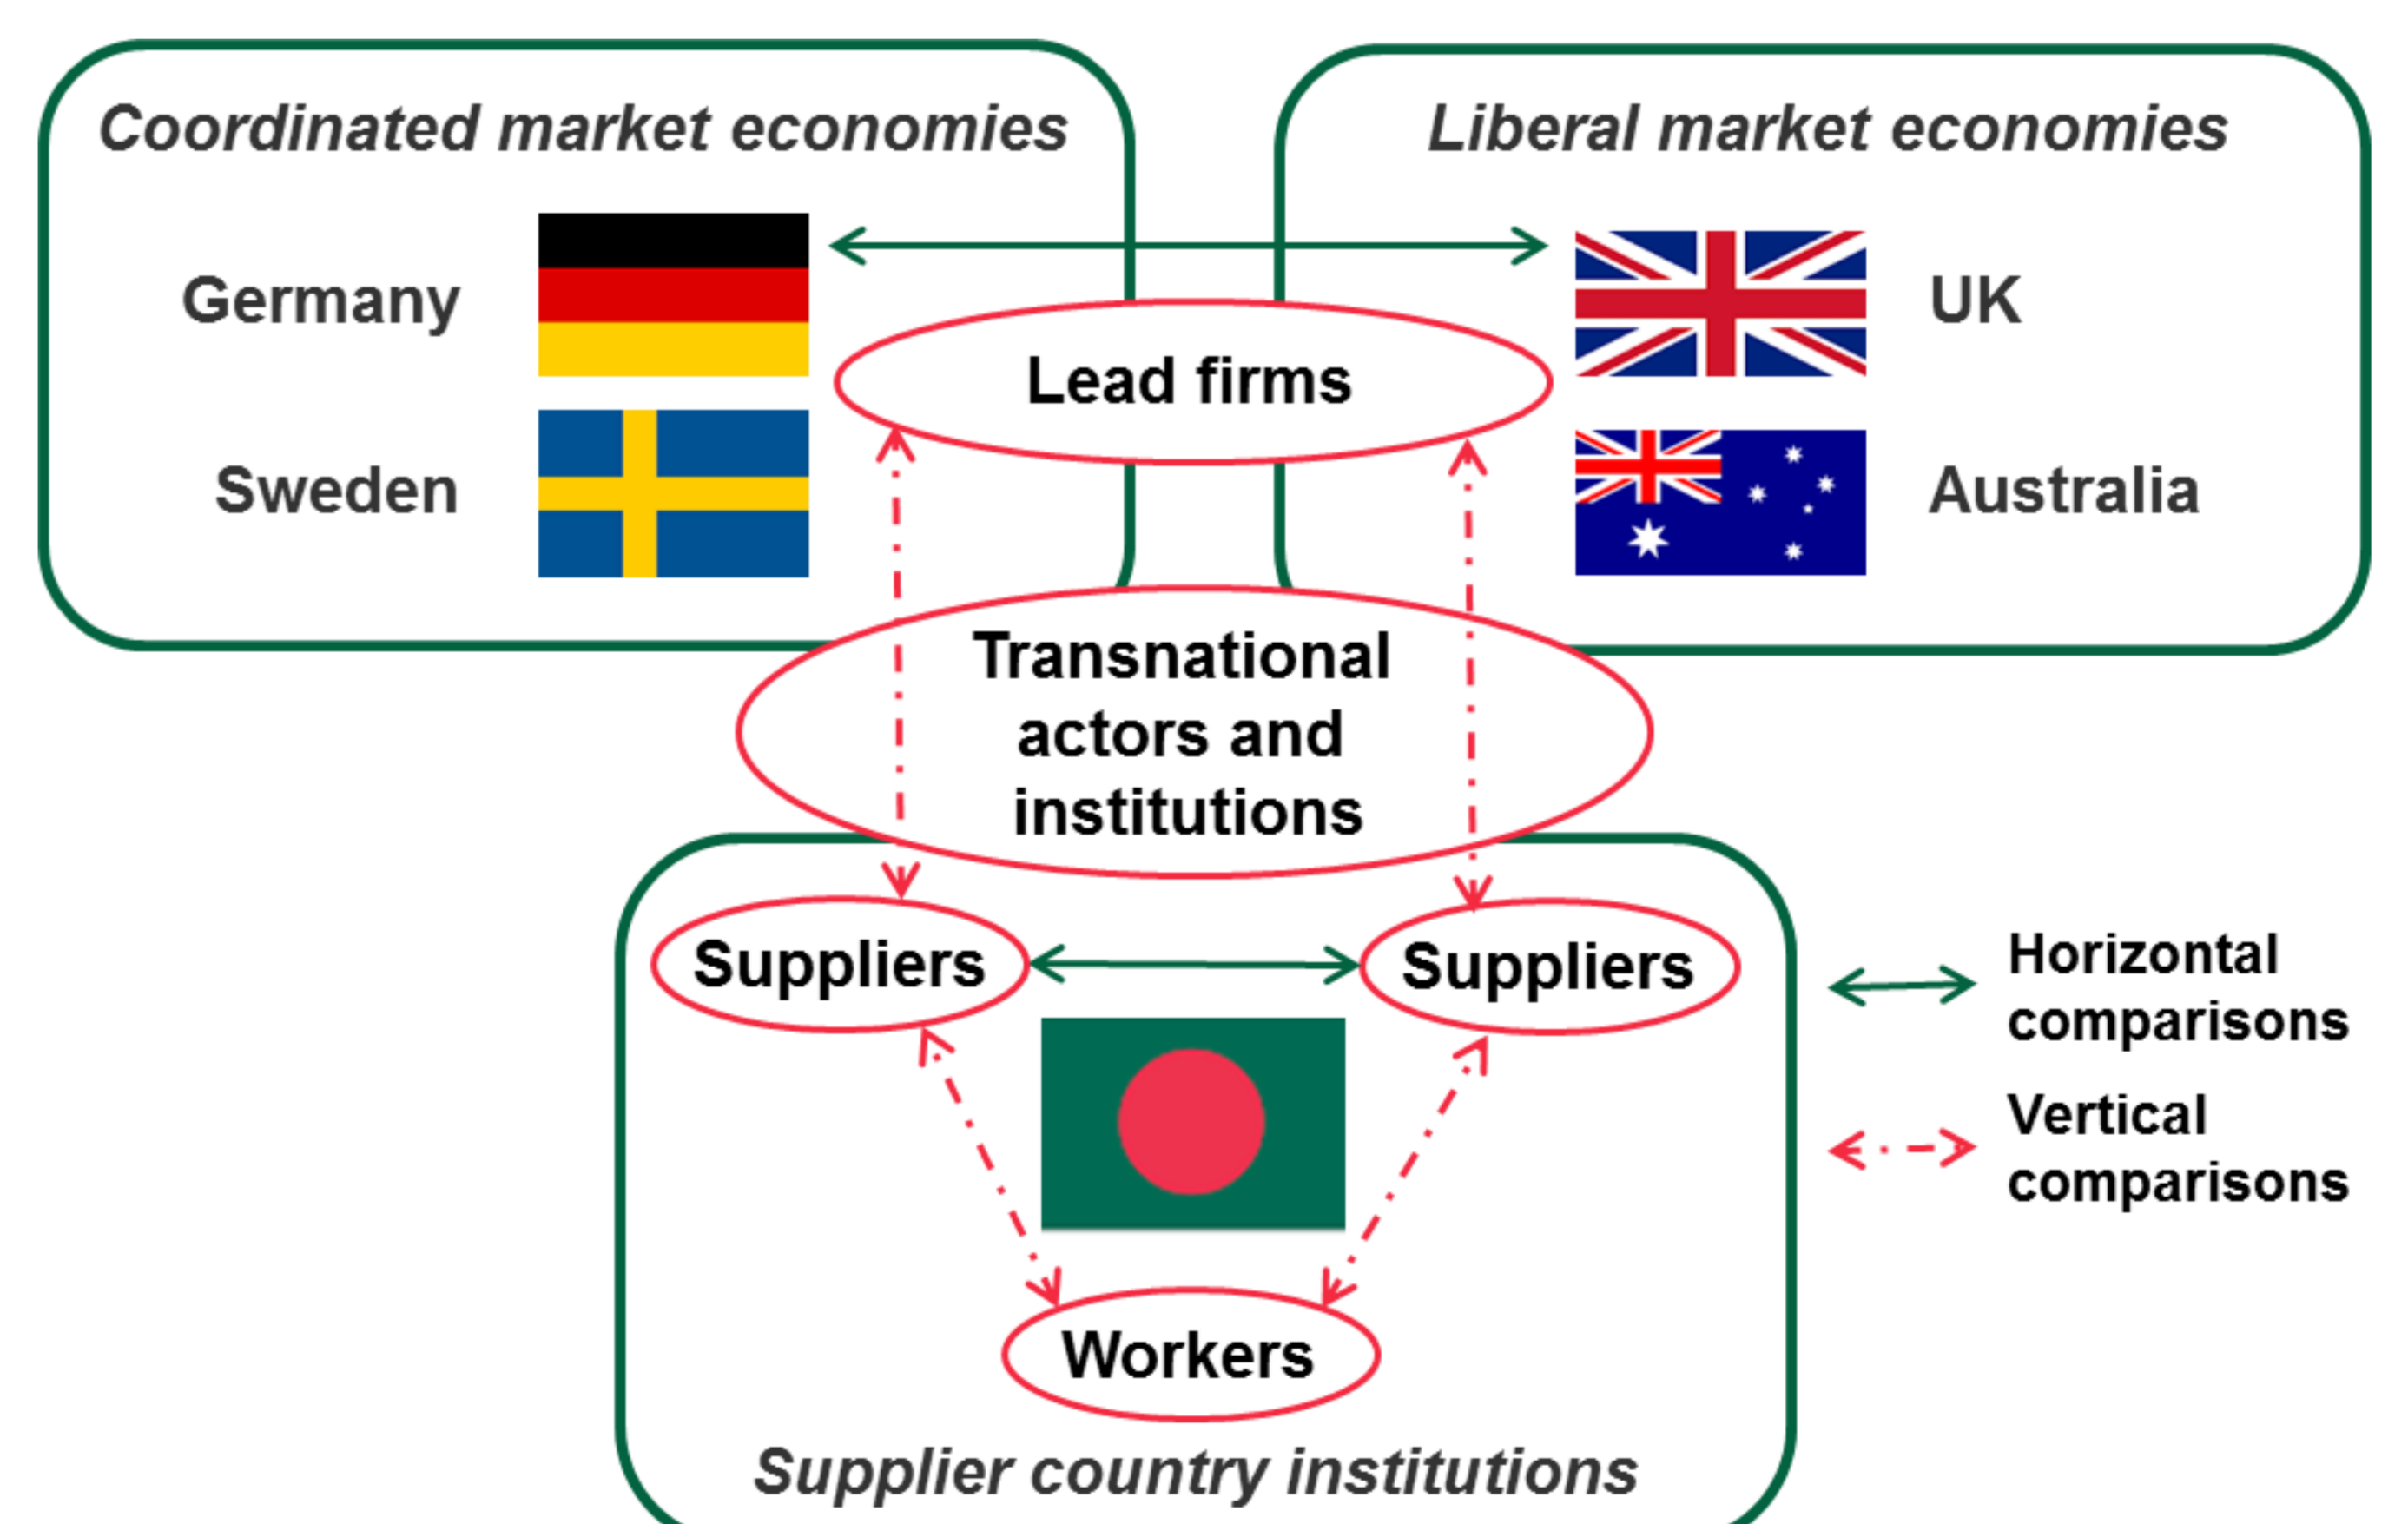 Coordinated market economies
Liberal market economies
Germany
UK
Lead firms
Sweden
Australia
Transnational
actors and
institutions
Suppliers
Suppliers
Horizontal
comparisons
Vertical
comparisons
Workers
Supplier country institutions